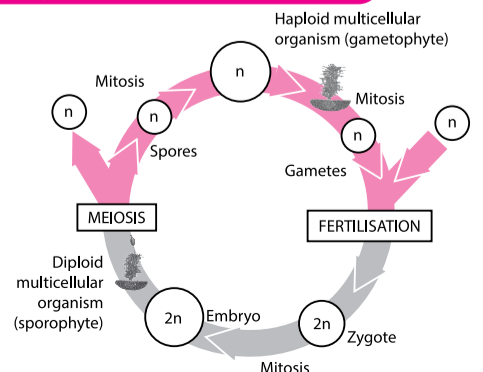 Haploid multicellular
organism (gametophyte)
Mitosis
n
n
n
Mitosis
n
n
Spores
Gametes
MEIOSIS
FERTILISATION
Diploid
multicellular
organism
(sporophyte)
2n
Embryo
2n
Zygote
Mitosis